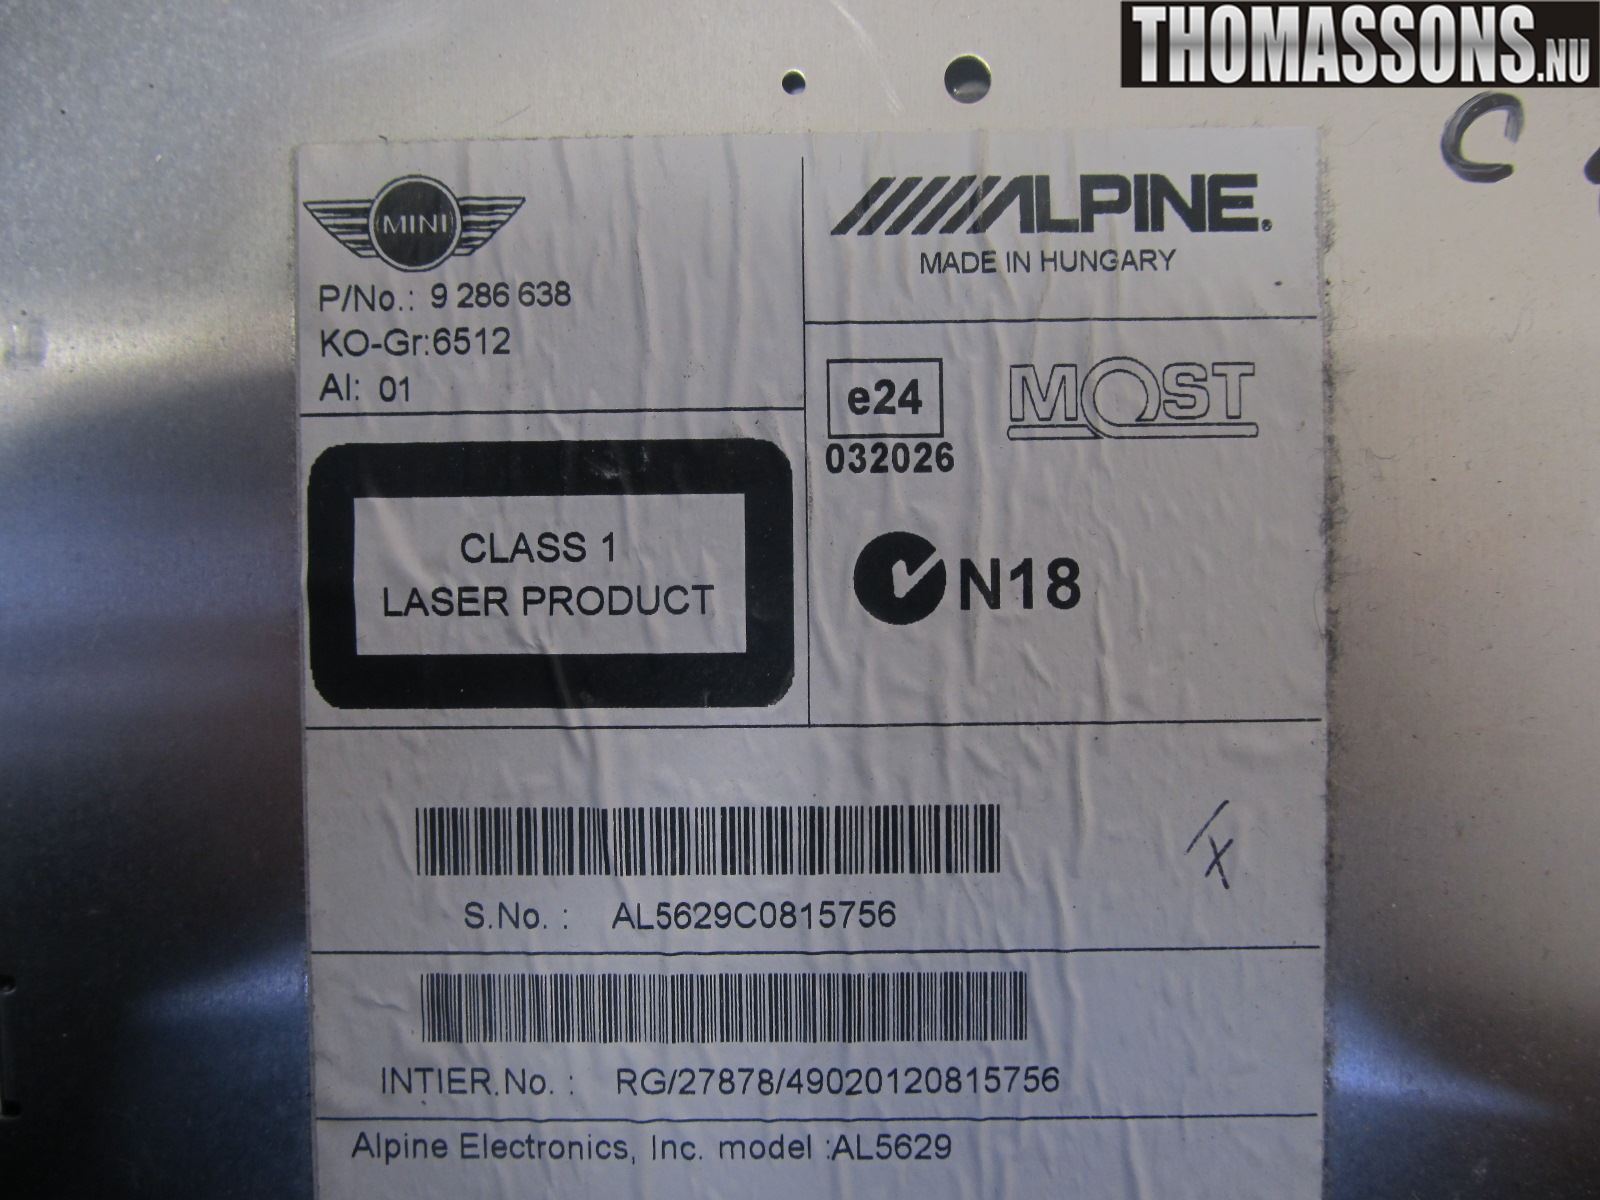 THOMASSONS.NU
C
MINI
P/No.: 9 286 638
KO-Gr:6512
AI: 01
ALPINE
MADE IN HUNGARY
e24
032026
MOST
N18
CLASS 1
LASER PRODUCT
S.No. : AL5629C0815756
INTIER.No. : RG/27878/49020120815756
Alpine Electronics, Inc. model :AL5629